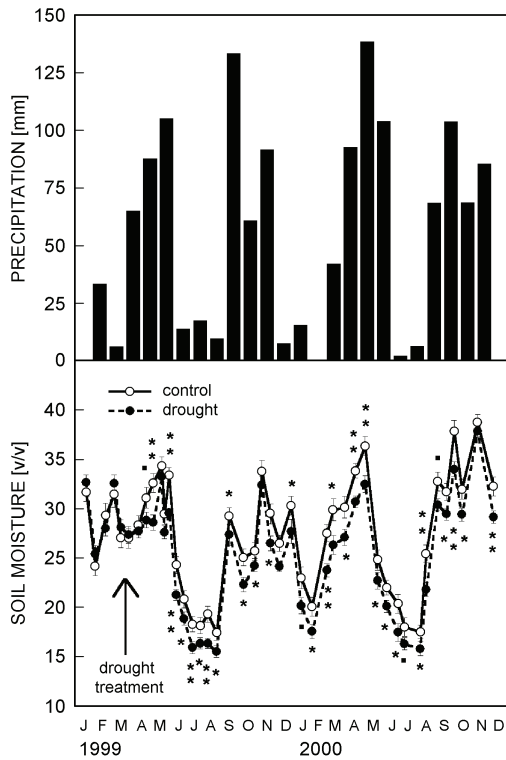 150
125
100
75
50
25
0
PRECIPITATION [mm]
control
drought
40
35
30
25
20
15
10
SOIL MOISTURE [v/v]
drought
treatment
J F M A M J J A S O N D J F M A M J J A S O N D
1999 2000